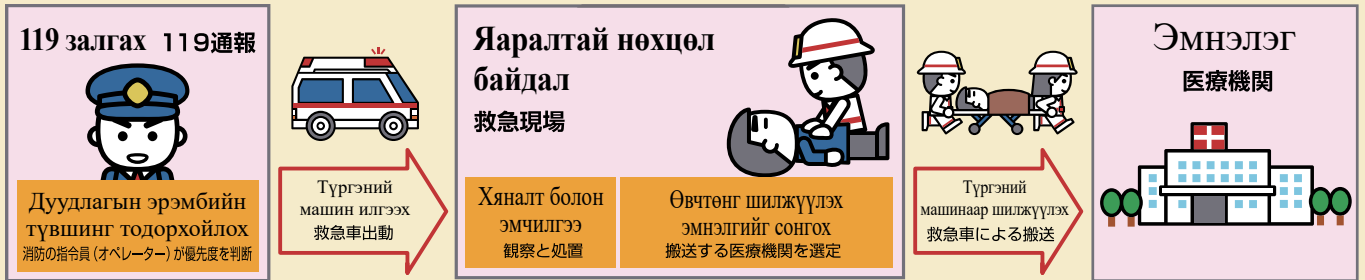 119 залгах 119通報
Дуудлагын эрэмбийн
түвшинг тодорхойлох
消防の指令員(オペレーター)が優先度を判断
Түргэний
машин илгээх
救急車出動
Яаралтай нөхцөл
байдал
救急現場
Хяналт болон
эмчилгээ
観察と処置
Өвчтөнг шилжүүлэх
эмнэлгийг сонгох
搬送する医療機関を選定
Түргэний
машинаар шилжүүлэх
救急車による搬送
Эмнэлэг
医療機関